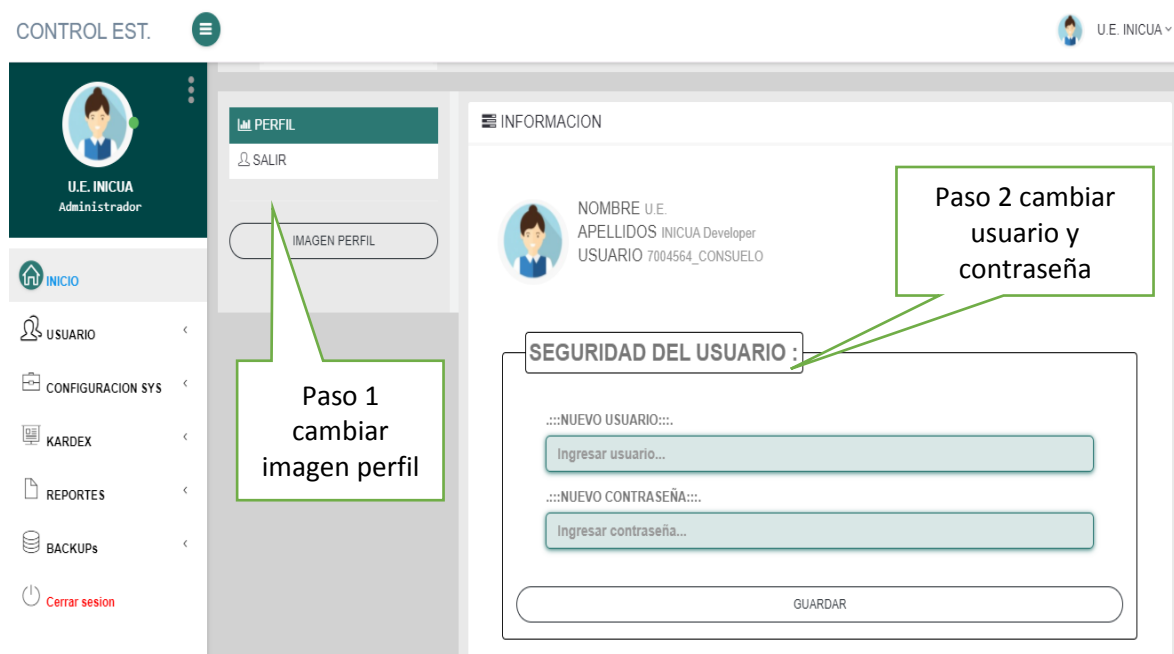 CONTROL EST.
U.E. INICUA
U.E. INICUA
Administrador
INICIO
USUARIO
CONFIGURACION SYS
KARDEX
REPORTES
BACKUPs
Cerrar sesion
PERFIL
SALIR
IMAGEN PERFIL
Paso 1
cambiar
imagen perfil
INFORMACION
NOMBRE U.E.
APELLIDOS INICUA Developer
USUARIO 7004564_CONSUELO
Paso 2 cambiar
usuario y
contraseña
SEGURIDAD DEL USUARIO :
.:::NUEVO USUARIO:::.
Ingresar usuario...
.:::NUEVO CONTRASEÑA:::.
Ingresar contraseña...
GUARDAR